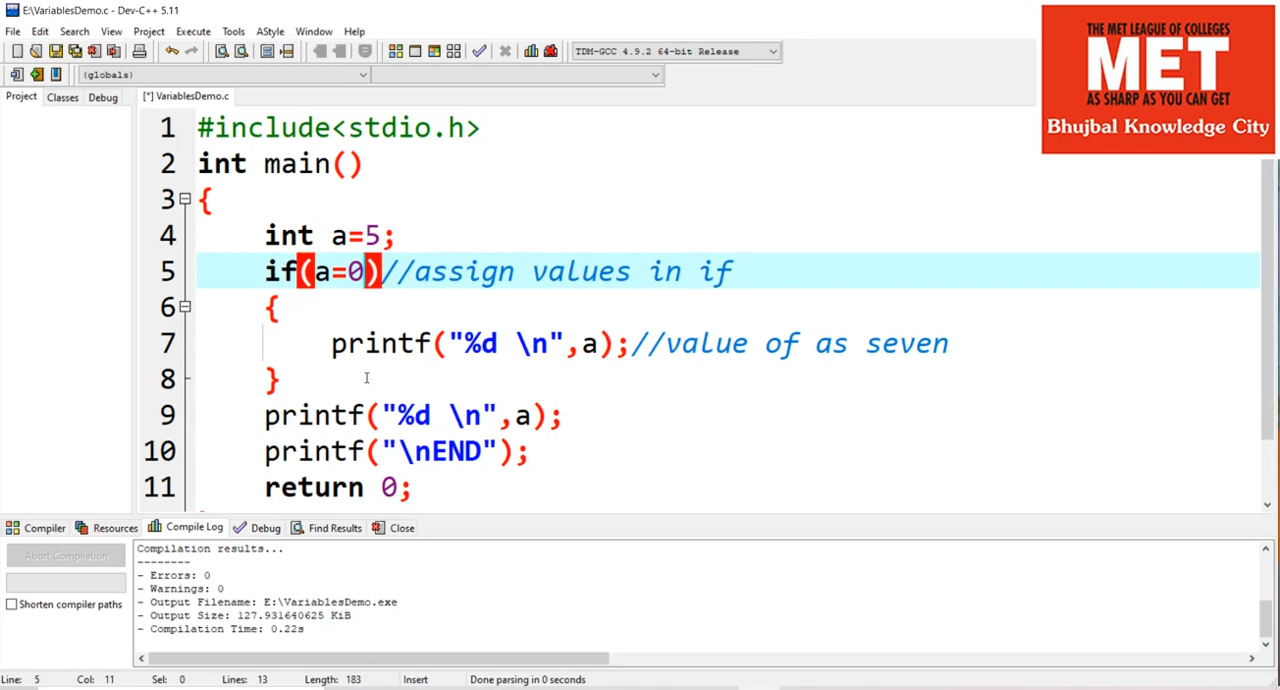 E:\VariablesDemo.c - Dev-C++ 5.11
File Edit Search View Project Execute Tools AStyle Window Help
TDM-GCC 4.9.2 64-bit Release
(globals)
Project Classes Debug
[*] VariablesDemo.c
THE MET LEAGUE OF COLLEGES
MET
AS SHARP AS YOU CAN GET
Bhujbal Knowledge City
1 #include<stdio.h>
2 int main()
3 {
4 int a=5;
5 if(a=0)//assign values in if
6 {
7 printf("%d \n",a);//value of as seven
8 }
9 printf("%d \n",a);
10 printf("\nEND");
11 return 0;
Compiler Resources Compile Log Debug Find Results Close
Abort Compilation
Shorten compiler paths
Compilation results...
--------
- Errors: 0
- Warnings: 0
- Output Filename: E:\VariablesDemo.exe
- Output Size: 127.931640625 KiB
- Compilation Time: 0.22s
Line: 5 Col: 11 Sel: 0 Lines: 13 Length: 183 Insert Done parsing in 0 seconds